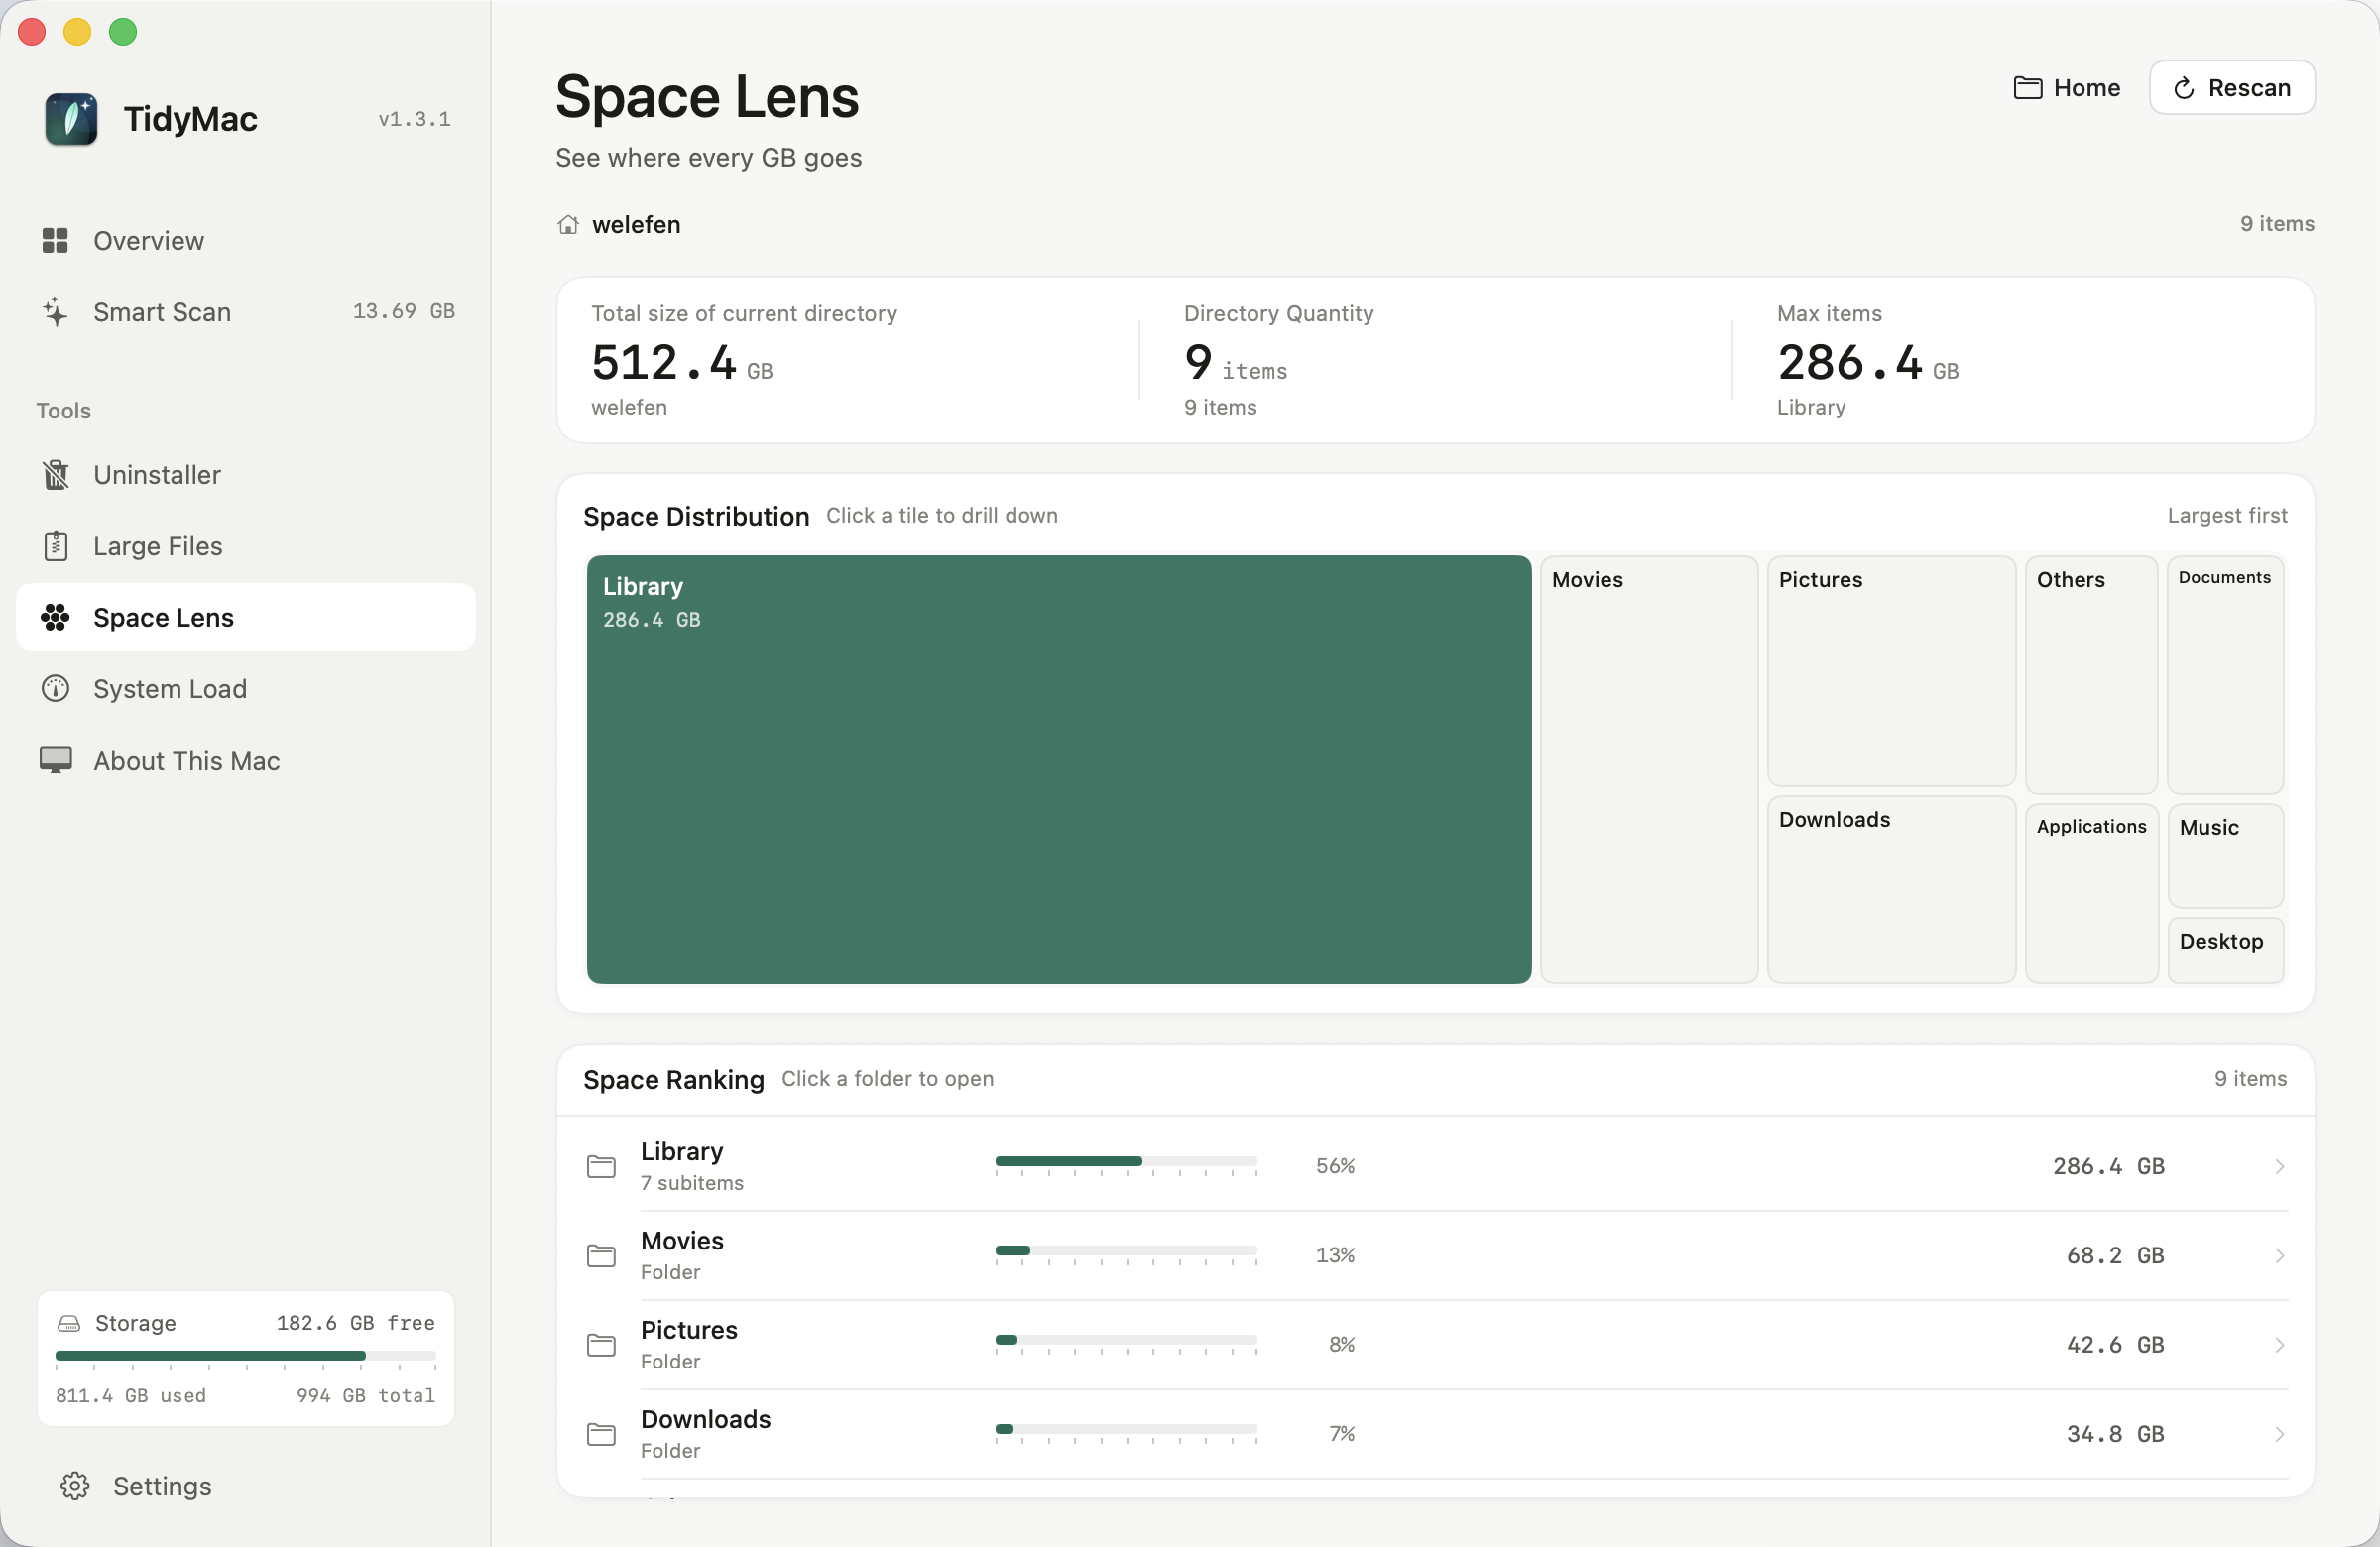 TidyMac
v1.3.1
Overview
Smart Scan
13.69 GB
Tools
Uninstaller
Large Files
Space Lens
System Load
About This Mac
Storage
182.6 GB free
811.4 GB used
994 GB total
Settings
Space Lens
See where every GB goes
Home
Rescan
welefen
9 items
Total size of current directory
512.4 GB
welefen
Directory Quantity
9 items
9 items
Max items
286.4 GB
Library
Space Distribution
Click a tile to drill down
Largest first
Library
286.4 GB
Movies
Pictures
Downloads
Others
Applications
Documents
Music
Desktop
Space Ranking
Click a folder to open
9 items
Library
7 subitems
56%
286.4 GB
Movies
Folder
13%
68.2 GB
Pictures
Folder
8%
42.6 GB
Downloads
Folder
7%
34.8 GB